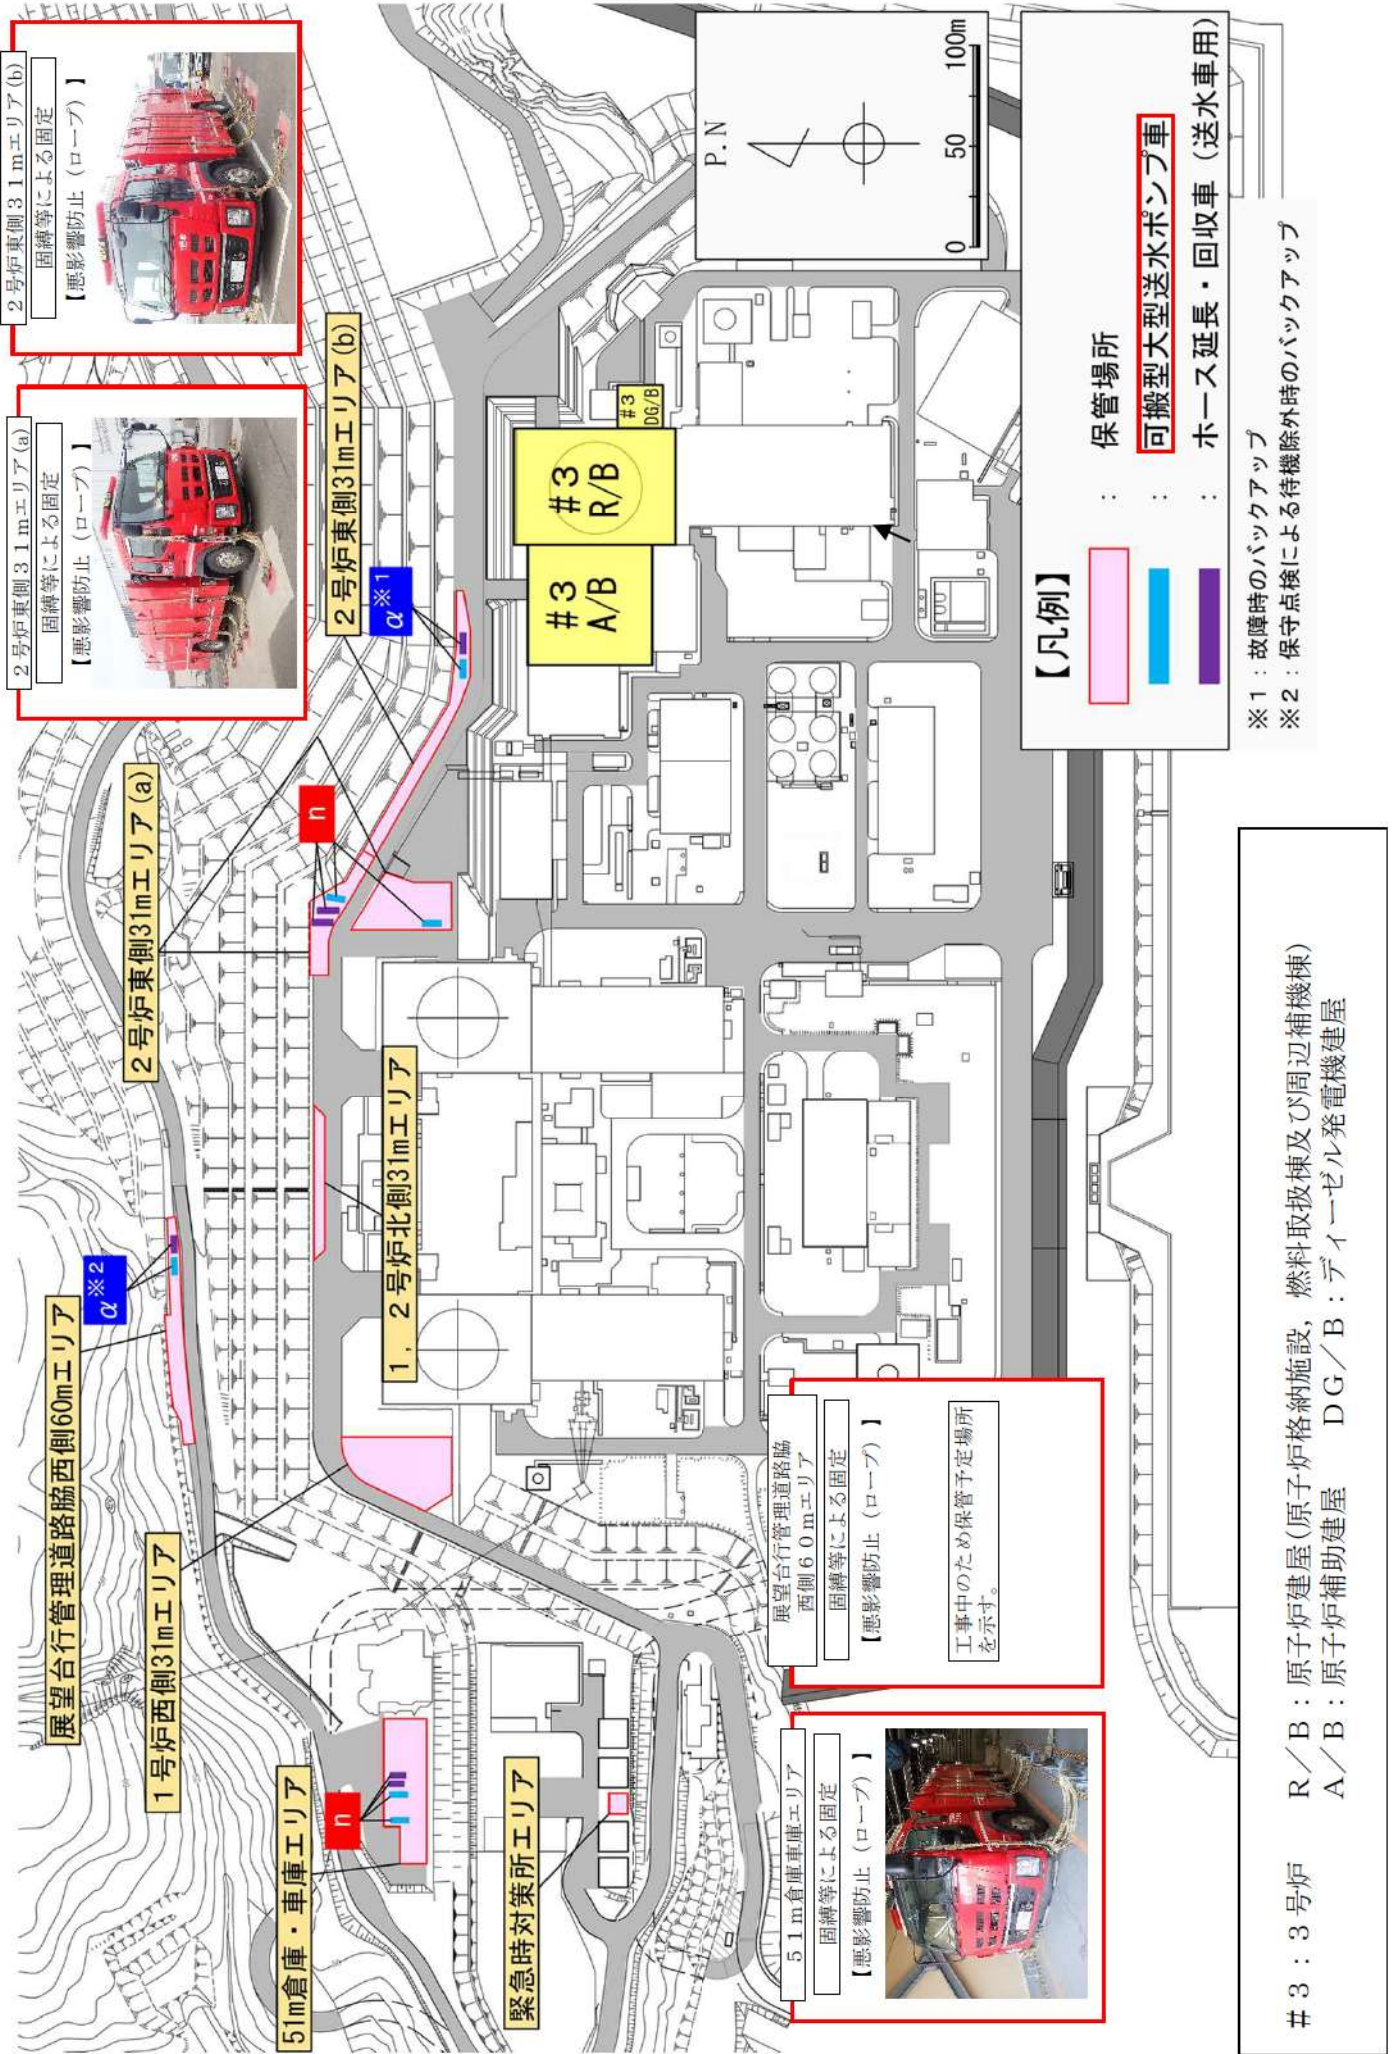 展望台行管理道路脇西側60mエリア
α※2
1号炉西側31mエリア
51m倉庫・車庫エリア
n
緊急時対策所エリア
2号炉東側31mエリア(a)
1，2号炉北側31mエリア
n
2号炉東側31mエリア(b)
α※1
2号炉東側31mエリア(a)
固縛等による固定
【悪影響防止（ロープ）】
2号炉東側31mエリア(b)
固縛等による固定
【悪影響防止（ロープ）】
#3
A/B
#3
R/B
#3
DG/B
P.N
0 50 100m
51m倉庫車庫エリア
固縛等による固定
【悪影響防止（ロープ）】
展望台行管理道路脇
西側60mエリア
固縛等による固定
【悪影響防止（ロープ）】
工事中のため保管予定場所
を示す。
【凡例】
：保管場所
：可搬型大型送水ポンプ車
：ホース延長・回収車（送水車用）
※1：故障時のバックアップ
※2：保守点検による待機除外時のバックアップ
#3：3号炉 R／B：原子炉建屋(原子炉格納施設，燃料取扱棟及び周辺補機棟)
A／B：原子炉補助建屋 DG／B：ディーゼル発電機建屋